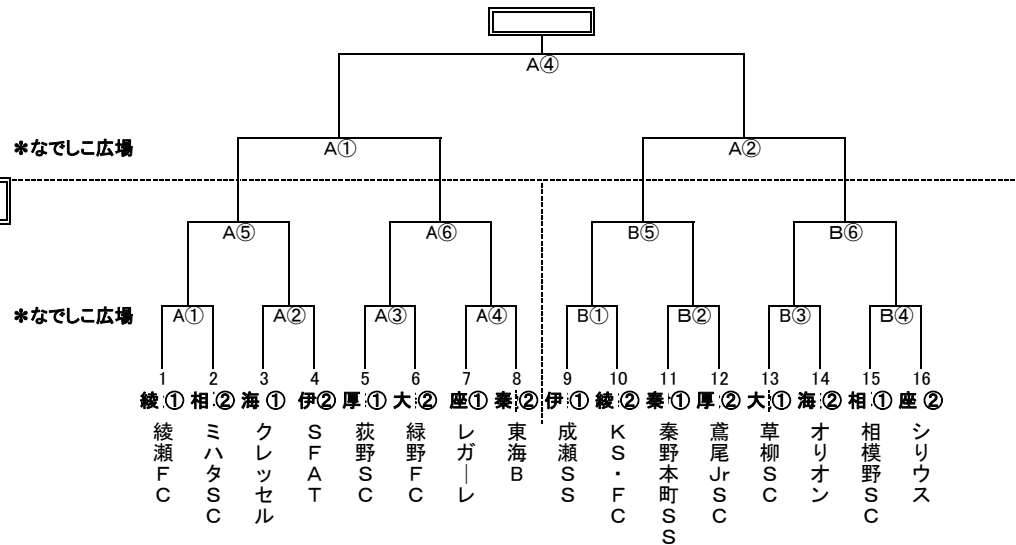 A④
*なでしこ広場
A①
A②
A⑤
A⑥
B⑤
B⑥
*なでしこ広場
A①
A②
A③
A④
B①
B②
B③
B④
1
2
3
4
5
6
7
8
9
10
11
12
13
14
15
16
綾①
相②
海①
伊②
厚①
大②
座①
秦②
伊①
綾②
秦①
厚②
大①
海②
相①
座②
綾瀬FC
ミハタSC
クレッセル
SFAT
荻野SC
緑野FC
レガーレ
東海B
成瀬SS
KS・FC
秦野本町SS
鳶尾JrSC
草柳SC
オりオン
相模野SC
シりウス